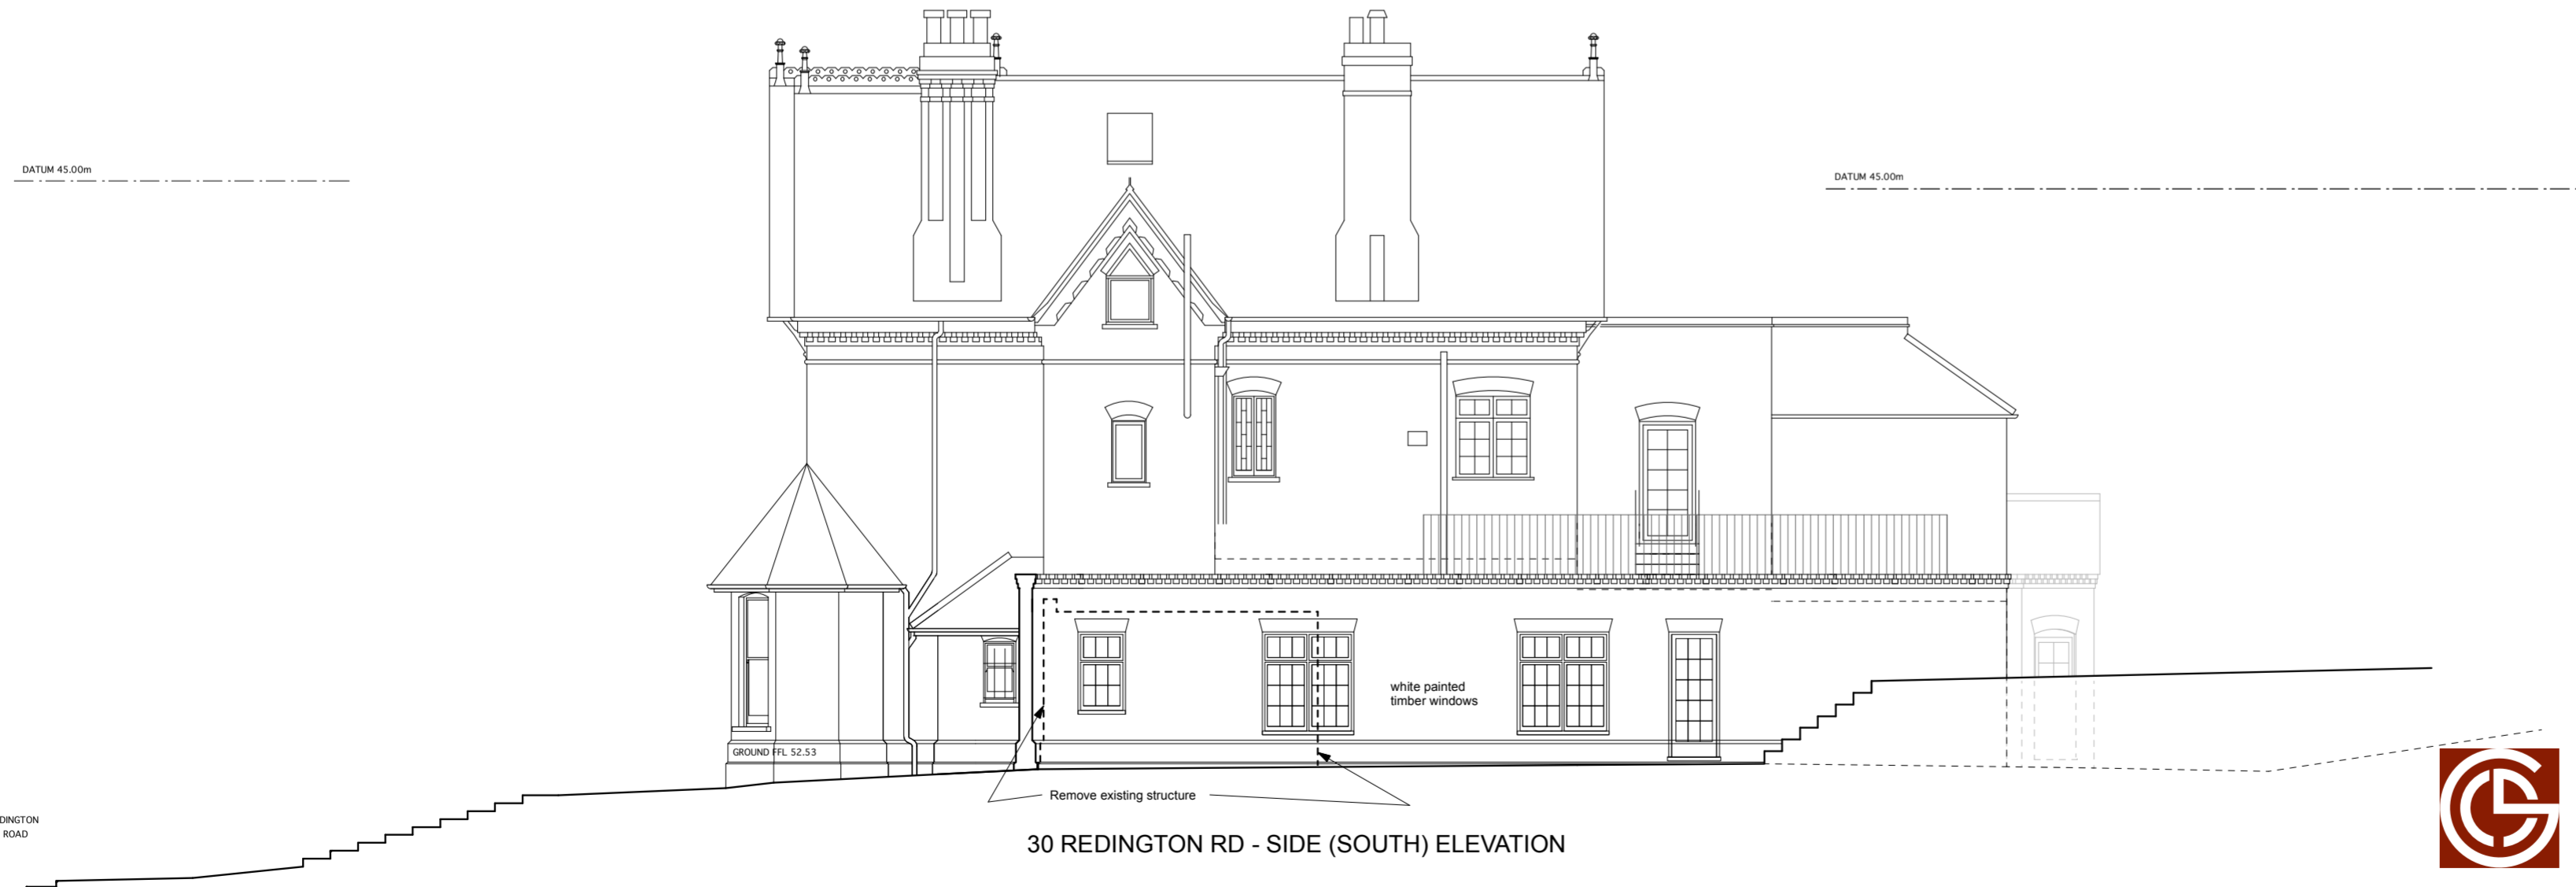 DATUM 45.00m
DATUM 45.00m
white painted
timber windows
GROUND FFL 52.53
Remove existing structure
DINGTON
ROAD
30 REDINGTON RD - SIDE (SOUTH) ELEVATION